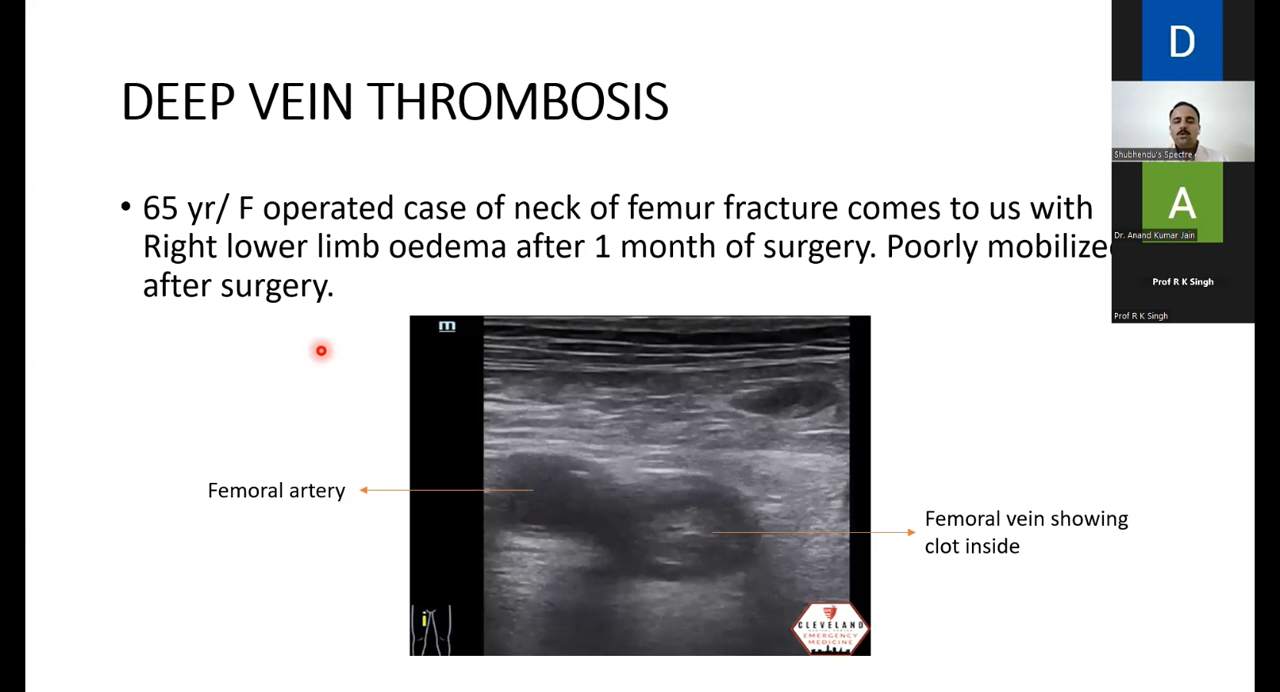 DEEP VEIN THROMBOSIS
• 65 yr/ F operated case of neck of femur fracture comes to us with
Right lower limb oedema after 1 month of surgery. Poorly mobilized
after surgery.
m
Femoral artery
Femoral vein showing
clot inside
i
CLEVELAND
EMERGENCY
MEDICINE
D
Shubhendu's Spectre
A
Dr. Anand Kumar Jain
Prof R K Singh
Prof R K Singh